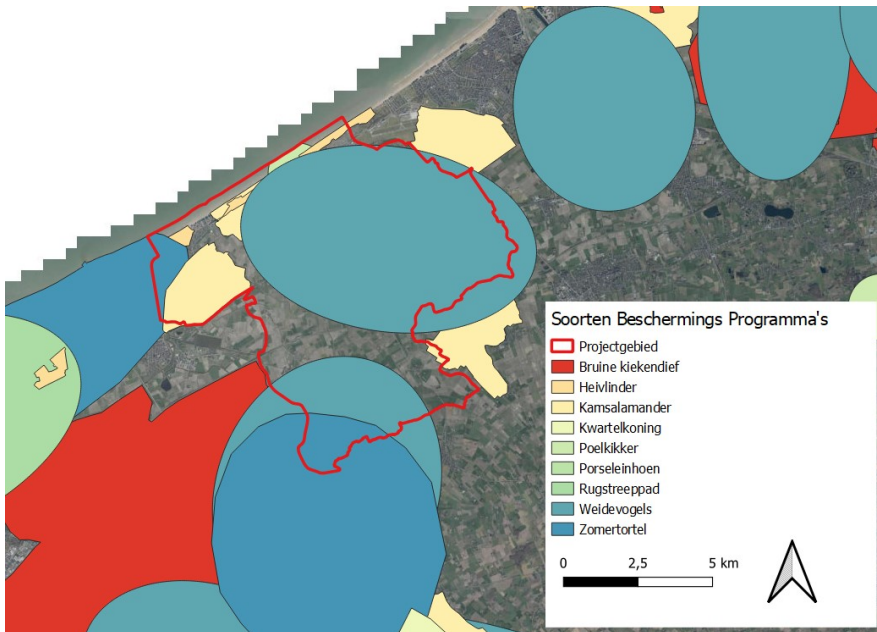 Soorten Beschermings Programma's
Projectgebied
Bruine kiekendief
Heivlinder
Kamsalamander
Kwartelkoning
Poelkikker
Porseleinhoen
Rugstreeppad
Weidevogels
Zomertortel
0 2,5 5 km